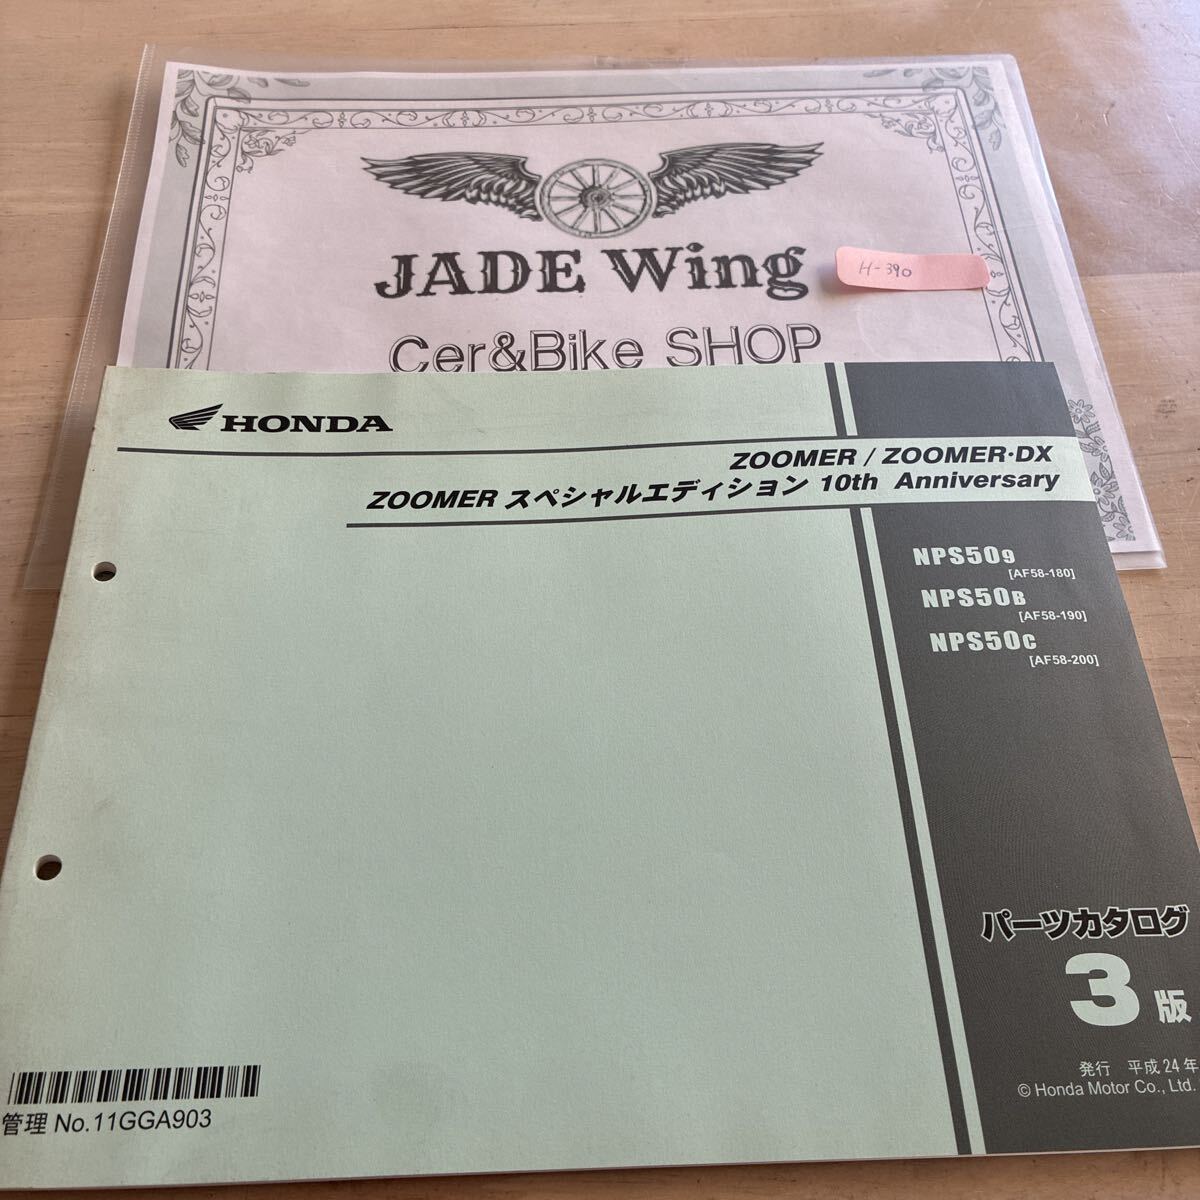 JADE Wing
H-390
Cer&Bike SHOP
HONDA
ZOOMER / ZOOMER·DX
ZOOMER スペシャルエディション 10th Anniversary
NPS509
[AF58-180]
NPS50B
[AF58-190]
NPS50C
[AF58-200]
パーツカタログ
3版
発行 平成24年
© Honda Motor Co., Ltd.
管理 No.11GGA903